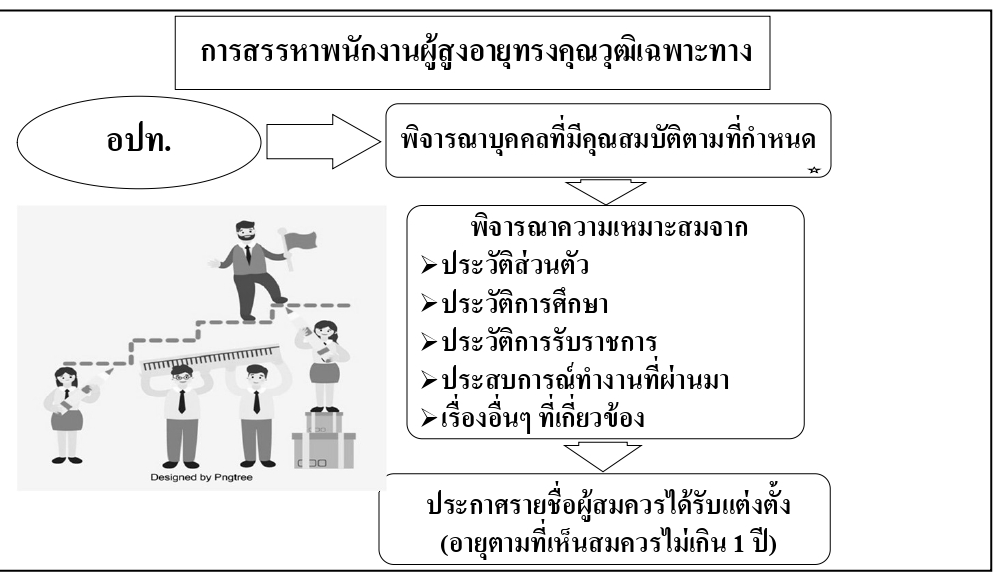 การสรรหาพนักงานผู้สูงอายุทรงคุณวุฒิเฉพาะทาง
อปท.
พิจารณาบุคคลที่มีคุณสมบัติตามที่กำหนด
พิจารณาความเหมาะสมจาก
➢ประวัติส่วนตัว
➢ประวัติการศึกษา
➢ประวัติการรับราชการ
➢ประสบการณ์ทำงานที่ผ่านมา
➢เรื่องอื่นๆ ที่เกี่ยวข้อง
Designed by Pngtree
ประกาศรายชื่อผู้สมควรได้รับแต่งตั้ง
(อายุตามที่เห็นสมควรไม่เกิน 1 ปี)